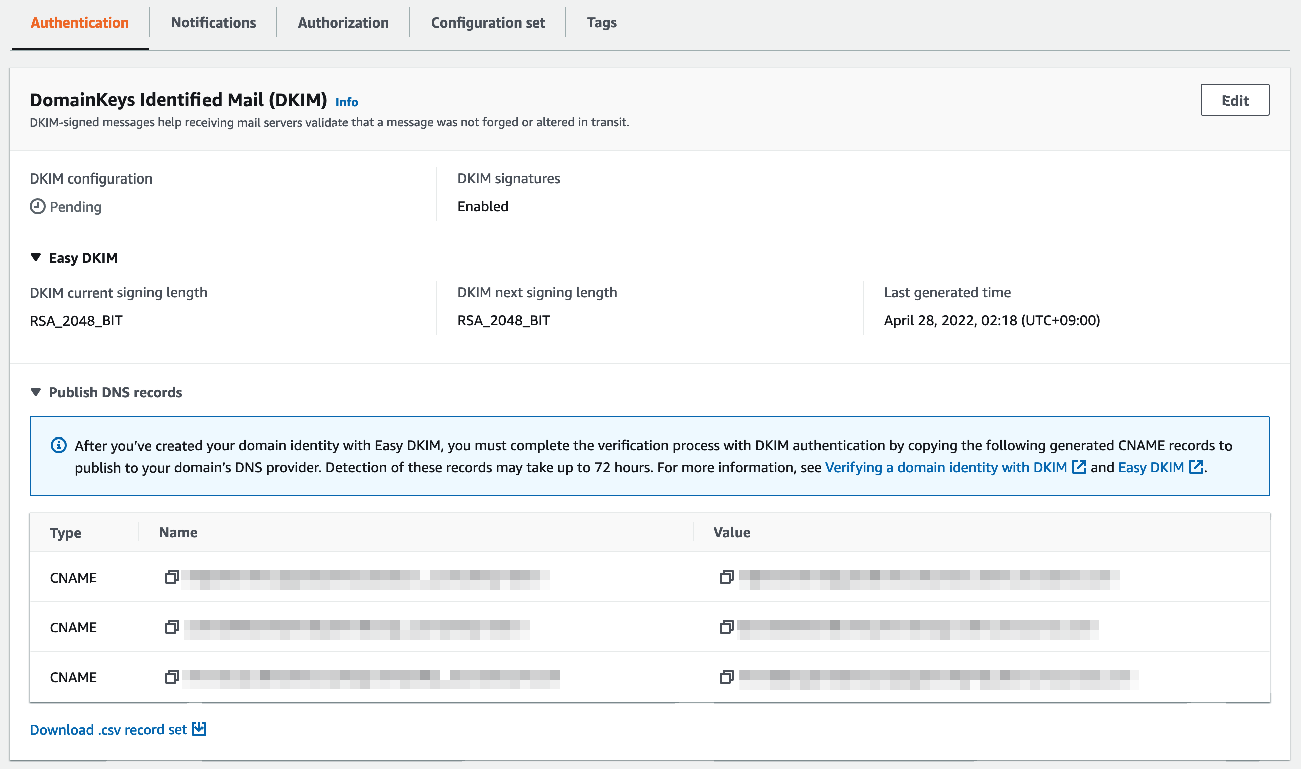 Authentication Notifications Authorization Configuration set Tags
DomainKeys Identified Mail (DKIM) Info
Edit
DKIM-signed messages help receiving mail servers validate that a message was not forged or altered in transit.
DKIM configuration
Pending
DKIM signatures
Enabled
Easy DKIM
DKIM current signing length
RSA_2048_BIT
DKIM next signing length
RSA_2048_BIT
Last generated time
April 28, 2022, 02:18 (UTC+09:00)
Publish DNS records
After you've created your domain identity with Easy DKIM, you must complete the verification process with DKIM authentication by copying the following generated CNAME records to
publish to your domain's DNS provider. Detection of these records may take up to 72 hours. For more information, see Verifying a domain identity with DKIM and Easy DKIM.
Type Name Value
CNAME
CNAME
CNAME
Download .csv record set